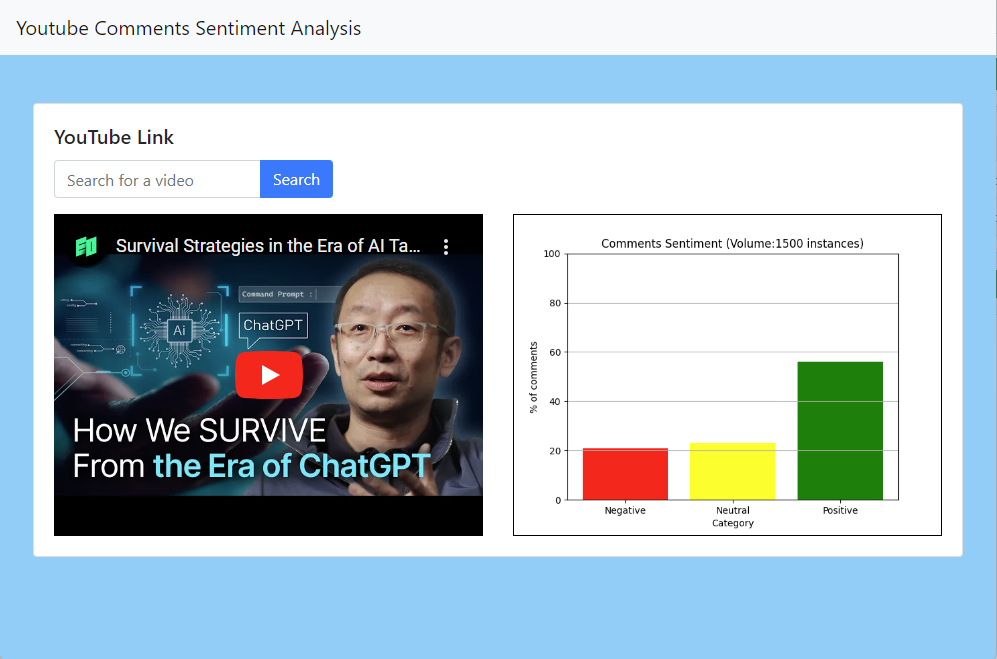 Youtube Comments Sentiment Analysis
YouTube Link
Search for a video
Search
EO
Survival Strategies in the Era of AI Ta...
Command Prompt :
Ai
ChatGPT
How We SURVIVE
From the Era of ChatGPT
Comments Sentiment (Volume:1500 instances)
100
80
60
40
20
0
% of comments
Negative
Neutral
Positive
Category